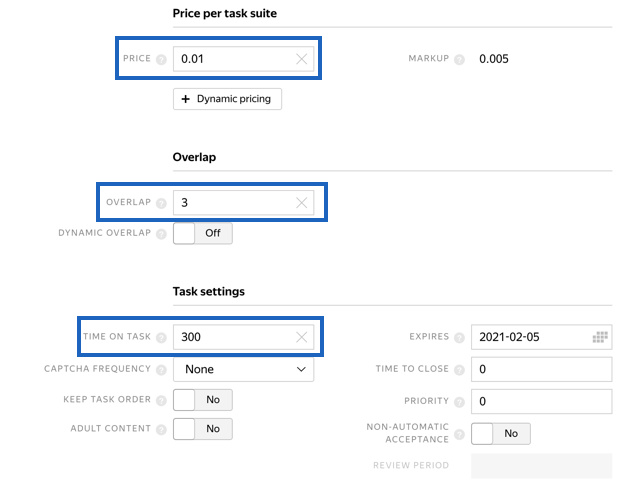 Price per task suite
PRICE ? 0.01 MARKUP ? 0.005
+ Dynamic pricing
Overlap
OVERLAP ? 3
DYNAMIC OVERLAP ? Off
Task settings
TIME ON TASK ? 300 EXPIRES ? 2021-02-05
CAPTCHA FREQUENCY ? None TIME TO CLOSE ? 0
KEEP TASK ORDER ? No PRIORITY ? 0
ADULT CONTENT ? No NON-AUTOMATIC
ACCEPTANCE ? No
REVIEW PERIOD